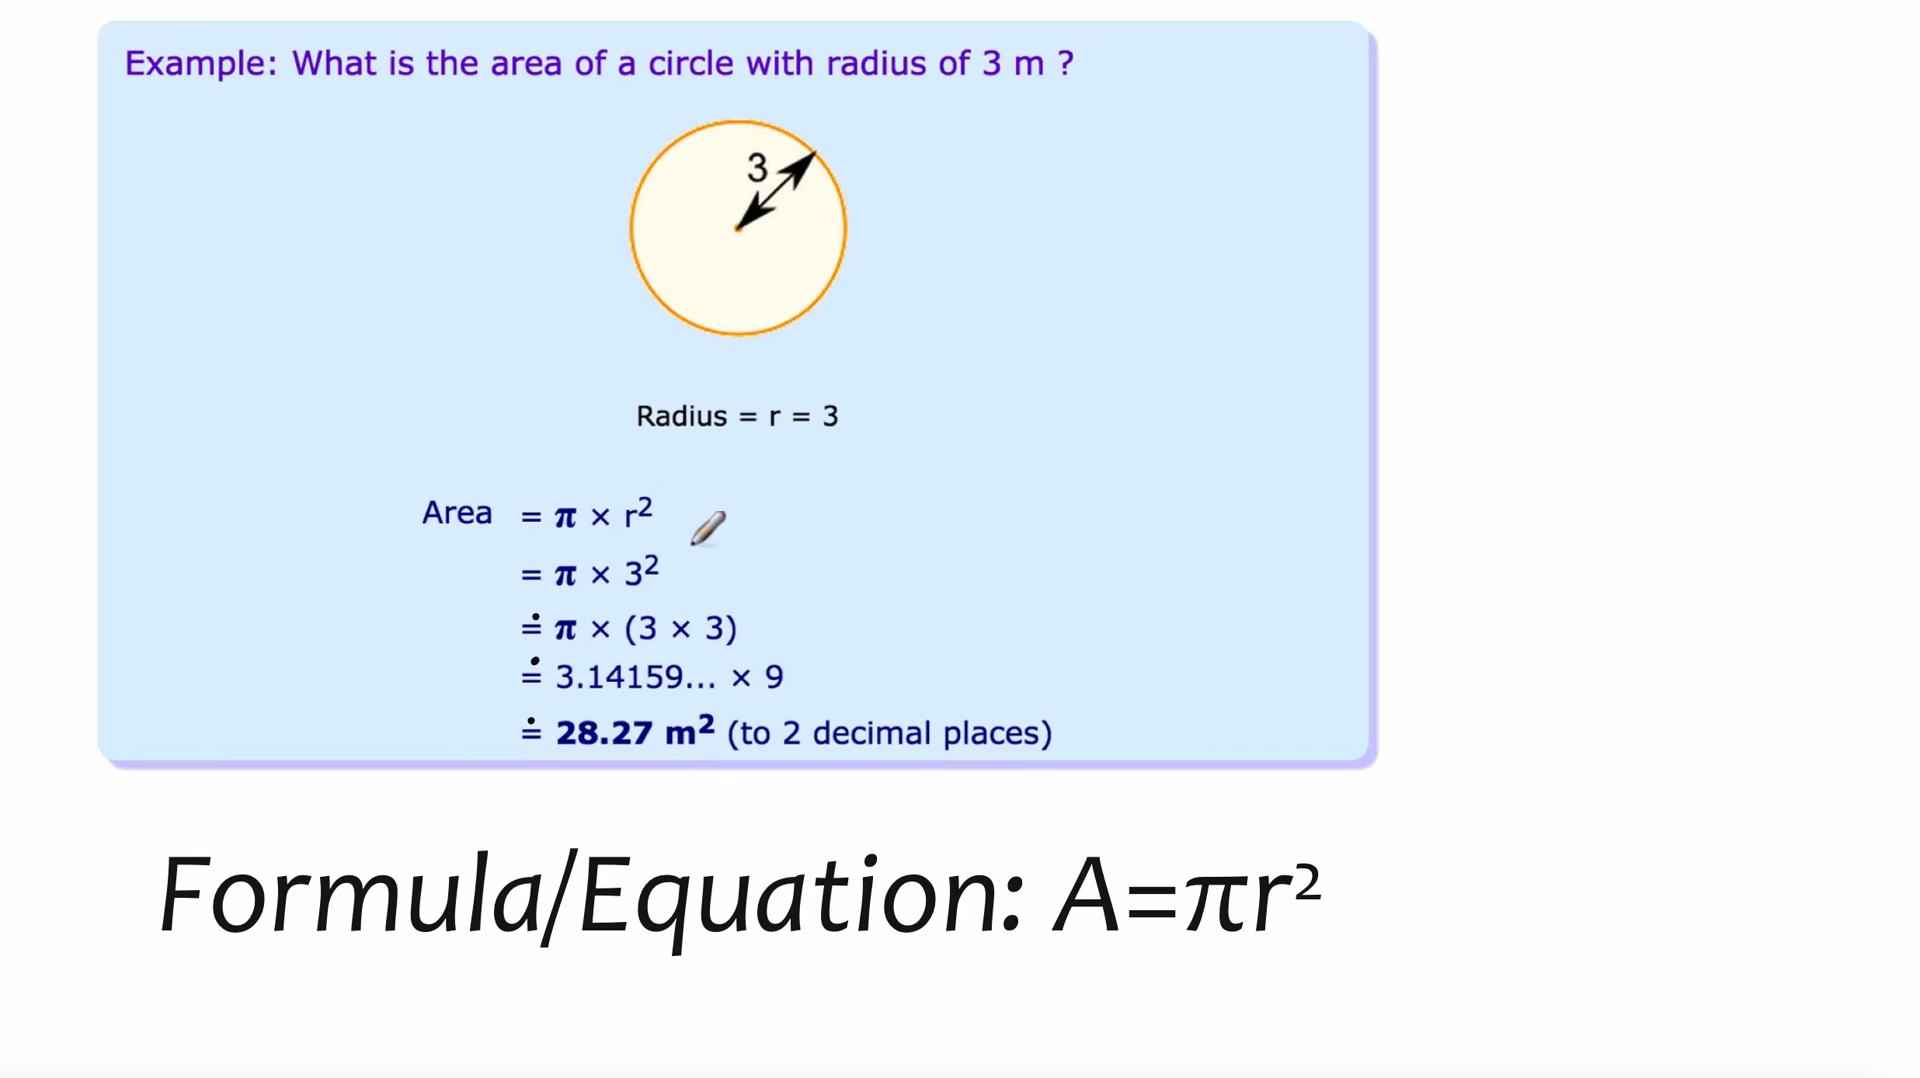 Example: What is the area of a circle with radius of 3 m ?
3
Radius = r = 3
Area = π × r²
= π × 3²
≐ π × (3 × 3)
≐ 3.14159... × 9
≐ 28.27 m² (to 2 decimal places)
Formula/Equation: A=πr²